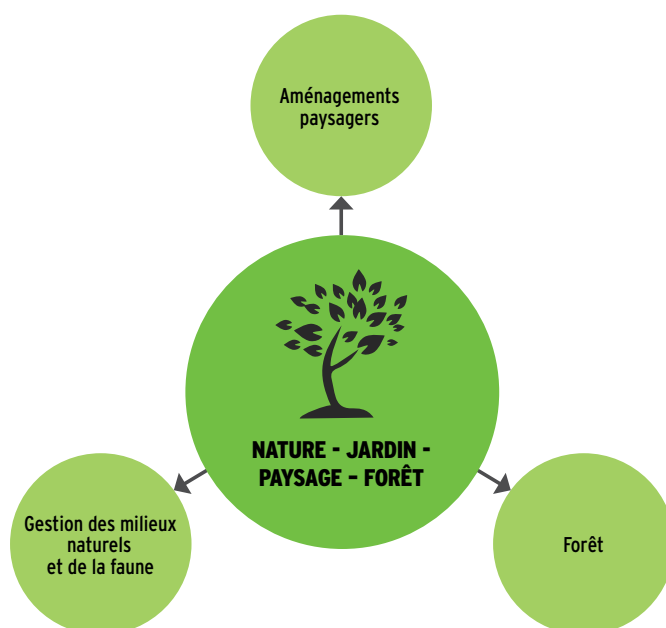 Aménagements
paysagers
NATURE - JARDIN -
PAYSAGE – FORÊT
Gestion des milieux
naturels
et de la faune
Forêt